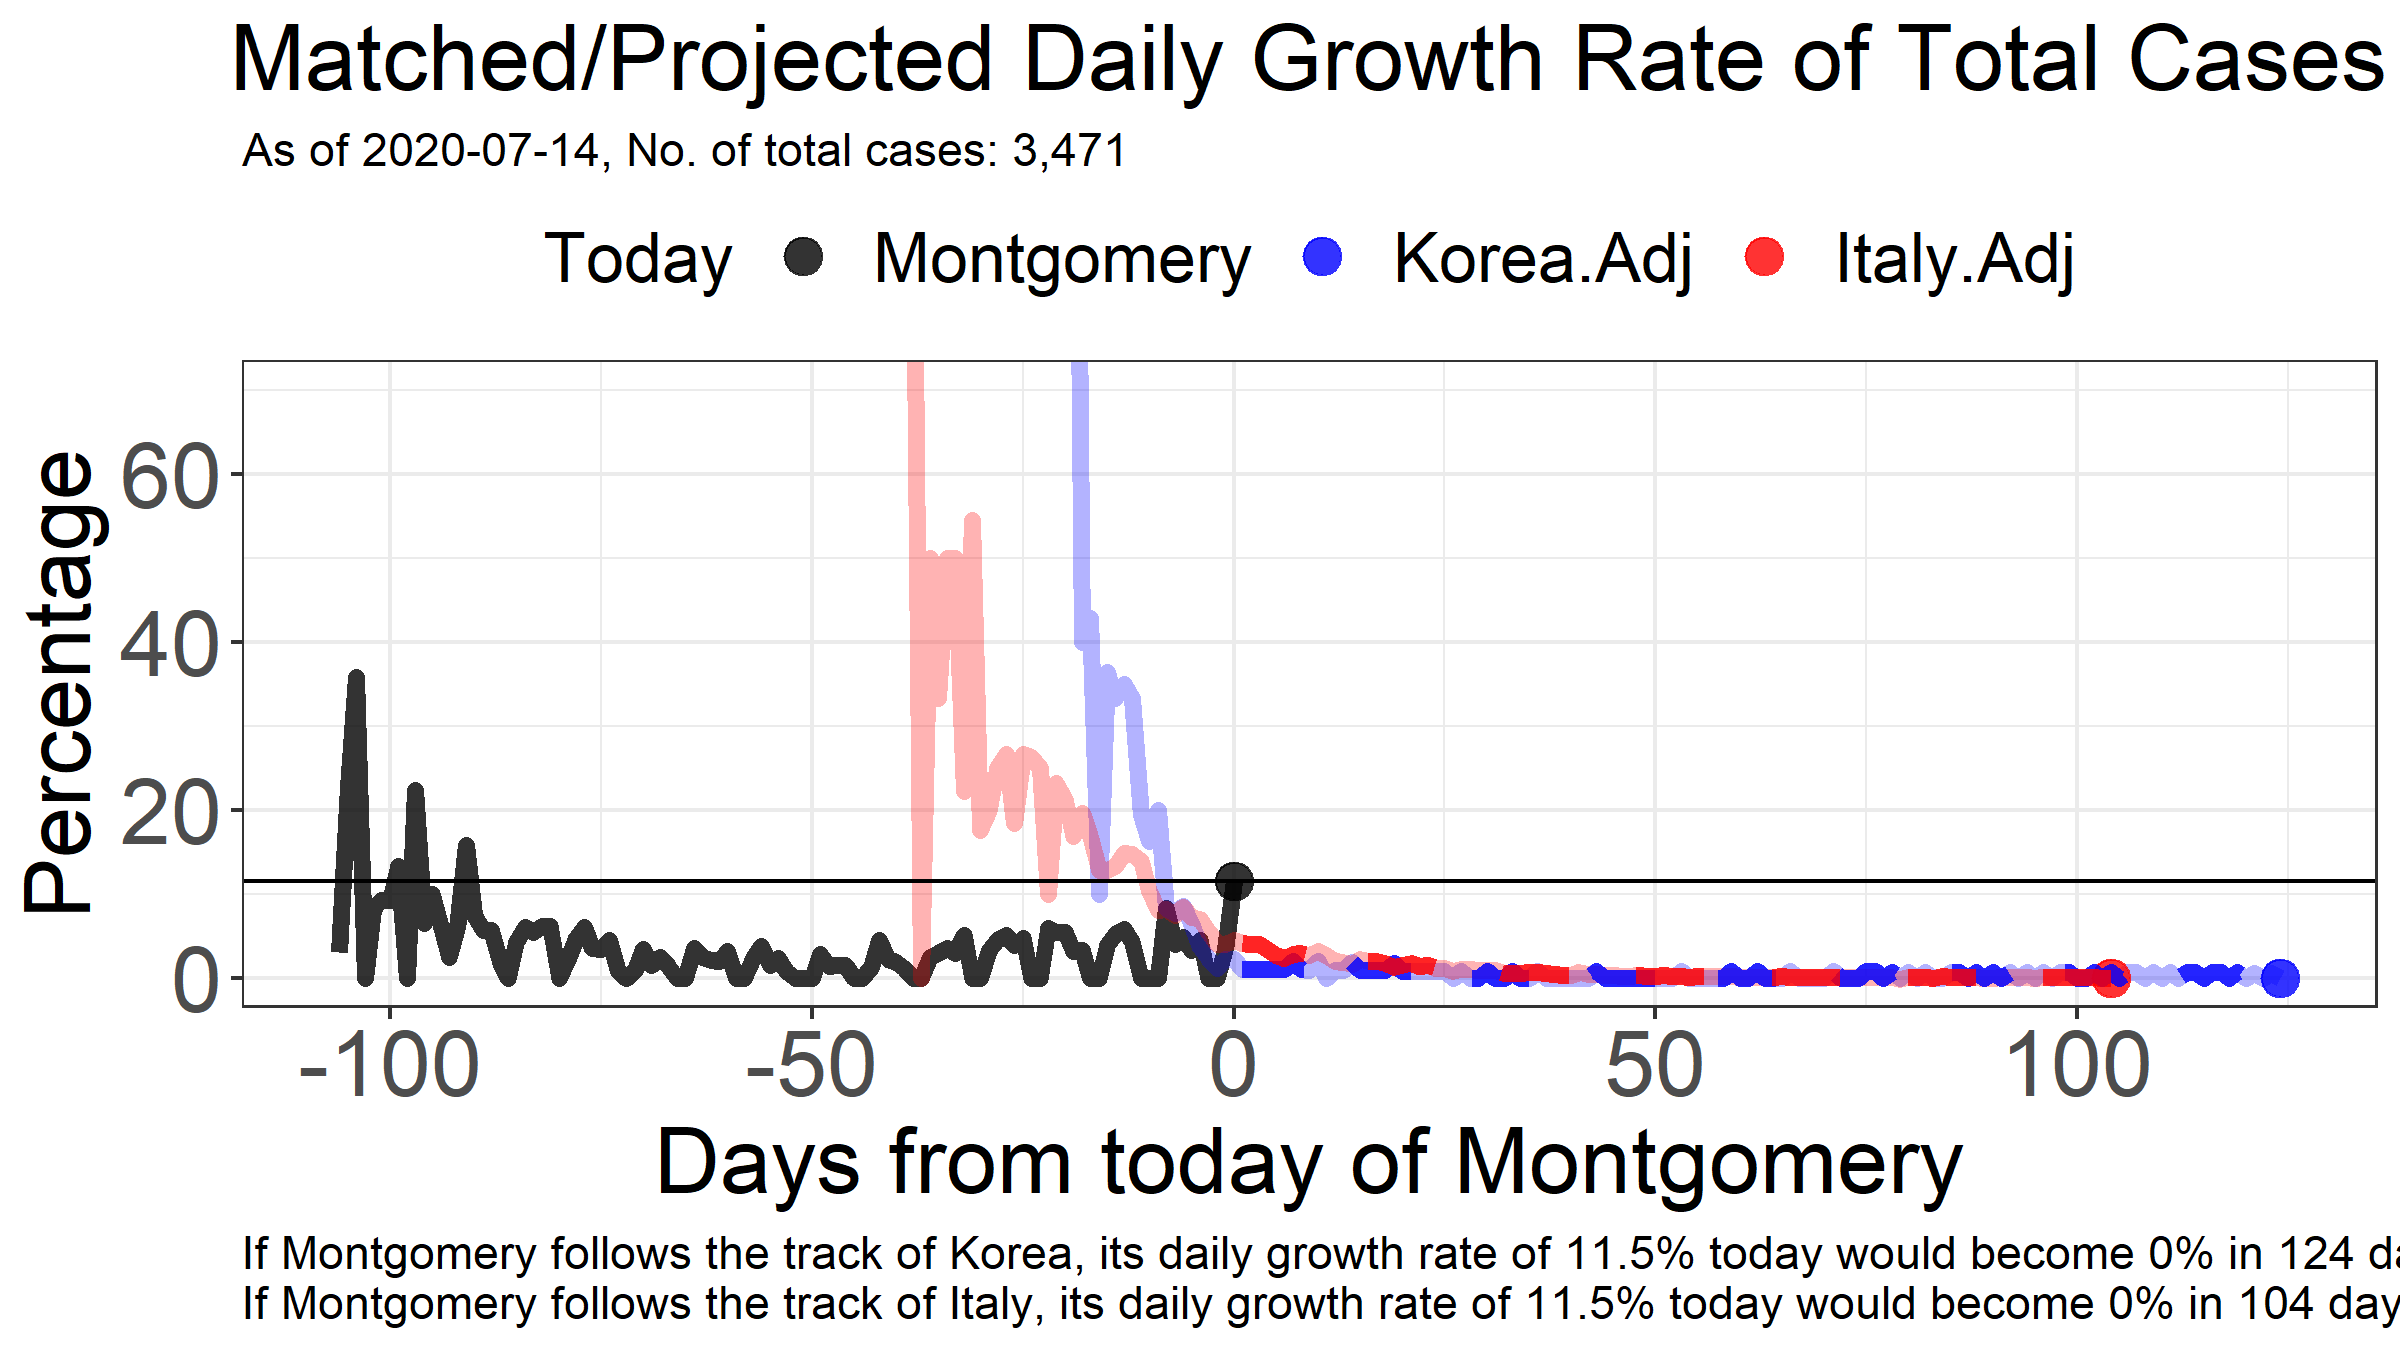 Matched/Projected Daily Growth Rate of Total Cases
As of 2020-07-14, No. of total cases: 3,471
Today Montgomery Korea.Adj Italy.Adj
Percentage
60
40
20
0
-100 -50 0 50 100
Days from today of Montgomery
If Montgomery follows the track of Korea, its daily growth rate of 11.5% today would become 0% in 124 da
If Montgomery follows the track of Italy, its daily growth rate of 11.5% today would become 0% in 104 day